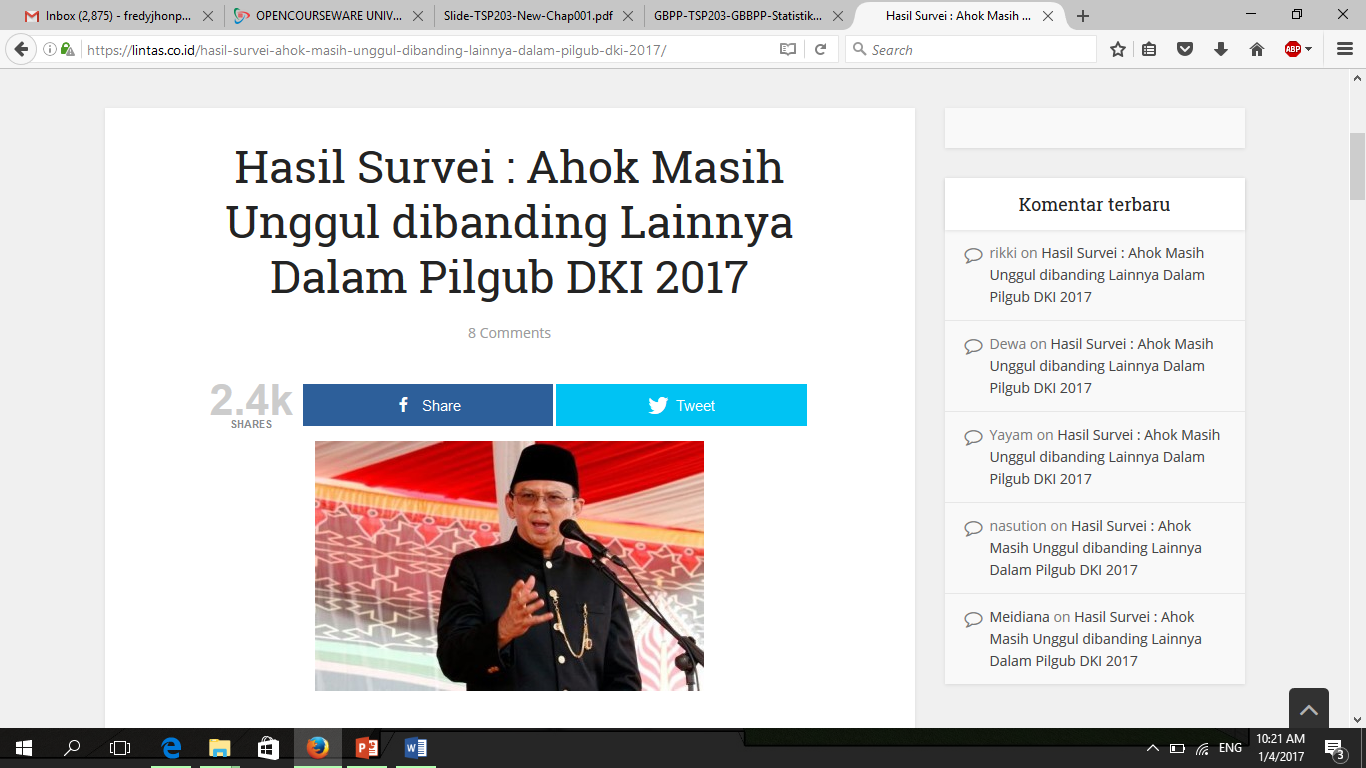 Inbox (2,875) - fredyjhonp...
OPENCOURSEWARE UNIV...
Slide-TSP203-New-Chap001.pdf
GBPP-TSP203-GBBPP-Statistik...
Hasil Survei : Ahok Masih ...
https://lintas.co.id/hasil-survei-ahok-masih-unggul-dibanding-lainnya-dalam-pilgub-dki-2017/
Search
ABP
Hasil Survei : Ahok Masih
Unggul dibanding Lainnya
Dalam Pilgub DKI 2017
8 Comments
2.4k
SHARES
Share
Tweet
Komentar terbaru
rikki on Hasil Survei : Ahok Masih
Unggul dibanding Lainnya Dalam
Pilgub DKI 2017
Dewa on Hasil Survei : Ahok Masih
Unggul dibanding Lainnya Dalam
Pilgub DKI 2017
Yayam on Hasil Survei : Ahok Masih
Unggul dibanding Lainnya Dalam
Pilgub DKI 2017
nasution on Hasil Survei : Ahok
Masih Unggul dibanding Lainnya
Dalam Pilgub DKI 2017
Meidiana on Hasil Survei : Ahok
Masih Unggul dibanding Lainnya
Dalam Pilgub DKI 2017
ENG
10:21 AM
1/4/2017
3